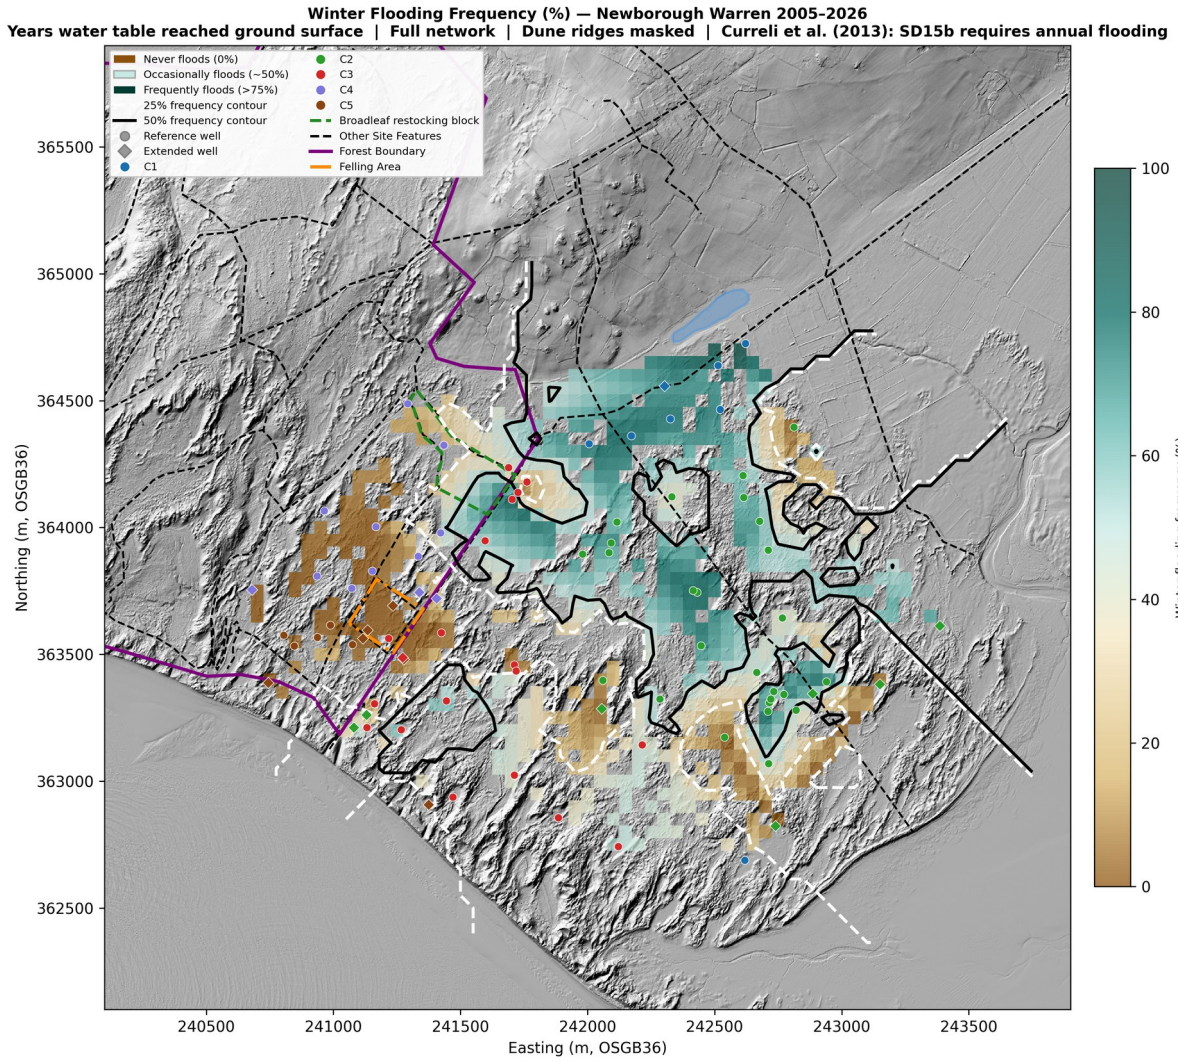 Winter Flooding Frequency (%) — Newborough Warren 2005–2026
Years water table reached ground surface | Full network | Dune ridges masked | Curreli et al. (2013): SD15b requires annual flooding
Never floods (0%)
Occasionally floods (~50%)
Frequently floods (>75%)
25% frequency contour
50% frequency contour
Reference well
Extended well
C1
C2
C3
C4
C5
Broadleaf restocking block
Other Site Features
Forest Boundary
Felling Area
365500
365000
364500
364000
363500
363000
362500
Northing (m, OSGB36)
240500 241000 241500 242000 242500 243000 243500
Easting (m, OSGB36)
100
80
60
40
20
0